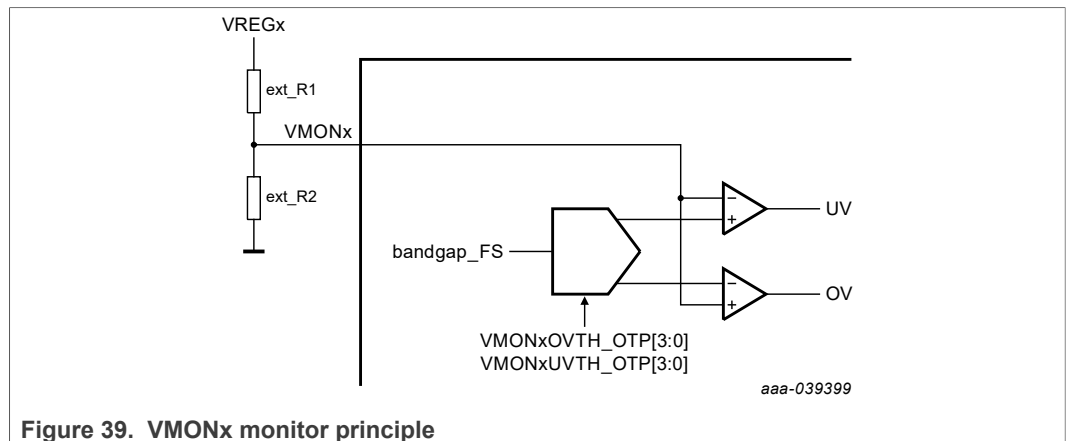 VREGx
ext_R1
VMONx
ext_R2
bandgap_FS
−
+
UV
−
+
OV
VMONxOVTH_OTP[3:0]
VMONxUVTH_OTP[3:0]
aaa-039399
Figure 39. VMONx monitor principle